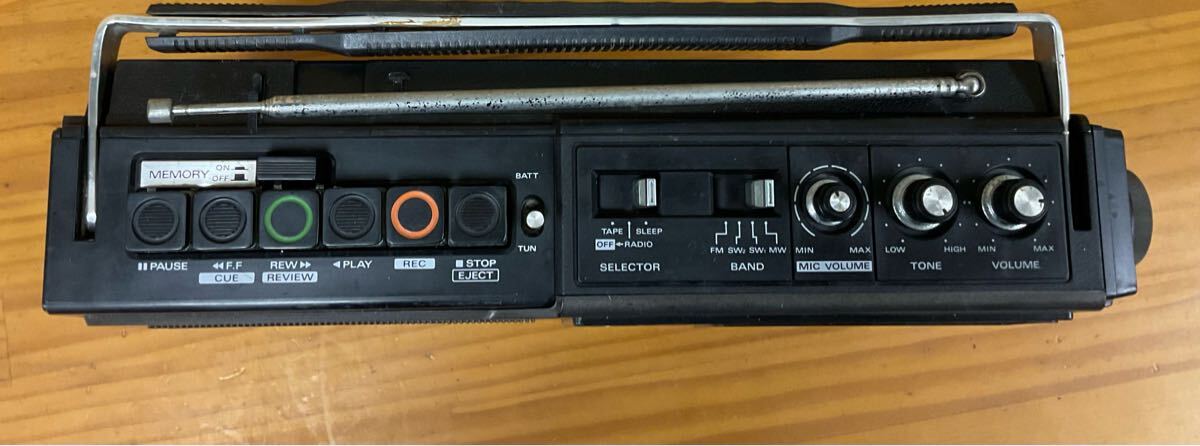 MEMORY ON
OFF
BATT
TUN
▮▮PAUSE
◀◀F.F
CUE
REW▶▶
REVIEW
◀PLAY
REC
■STOP
EJECT
TAPE SLEEP
OFF ←RADIO
SELECTOR
FM SW₂ SW₁ MW
BAND
MIN MAX
MIC VOLUME
LOW HIGH
TONE
MIN MAX
VOLUME